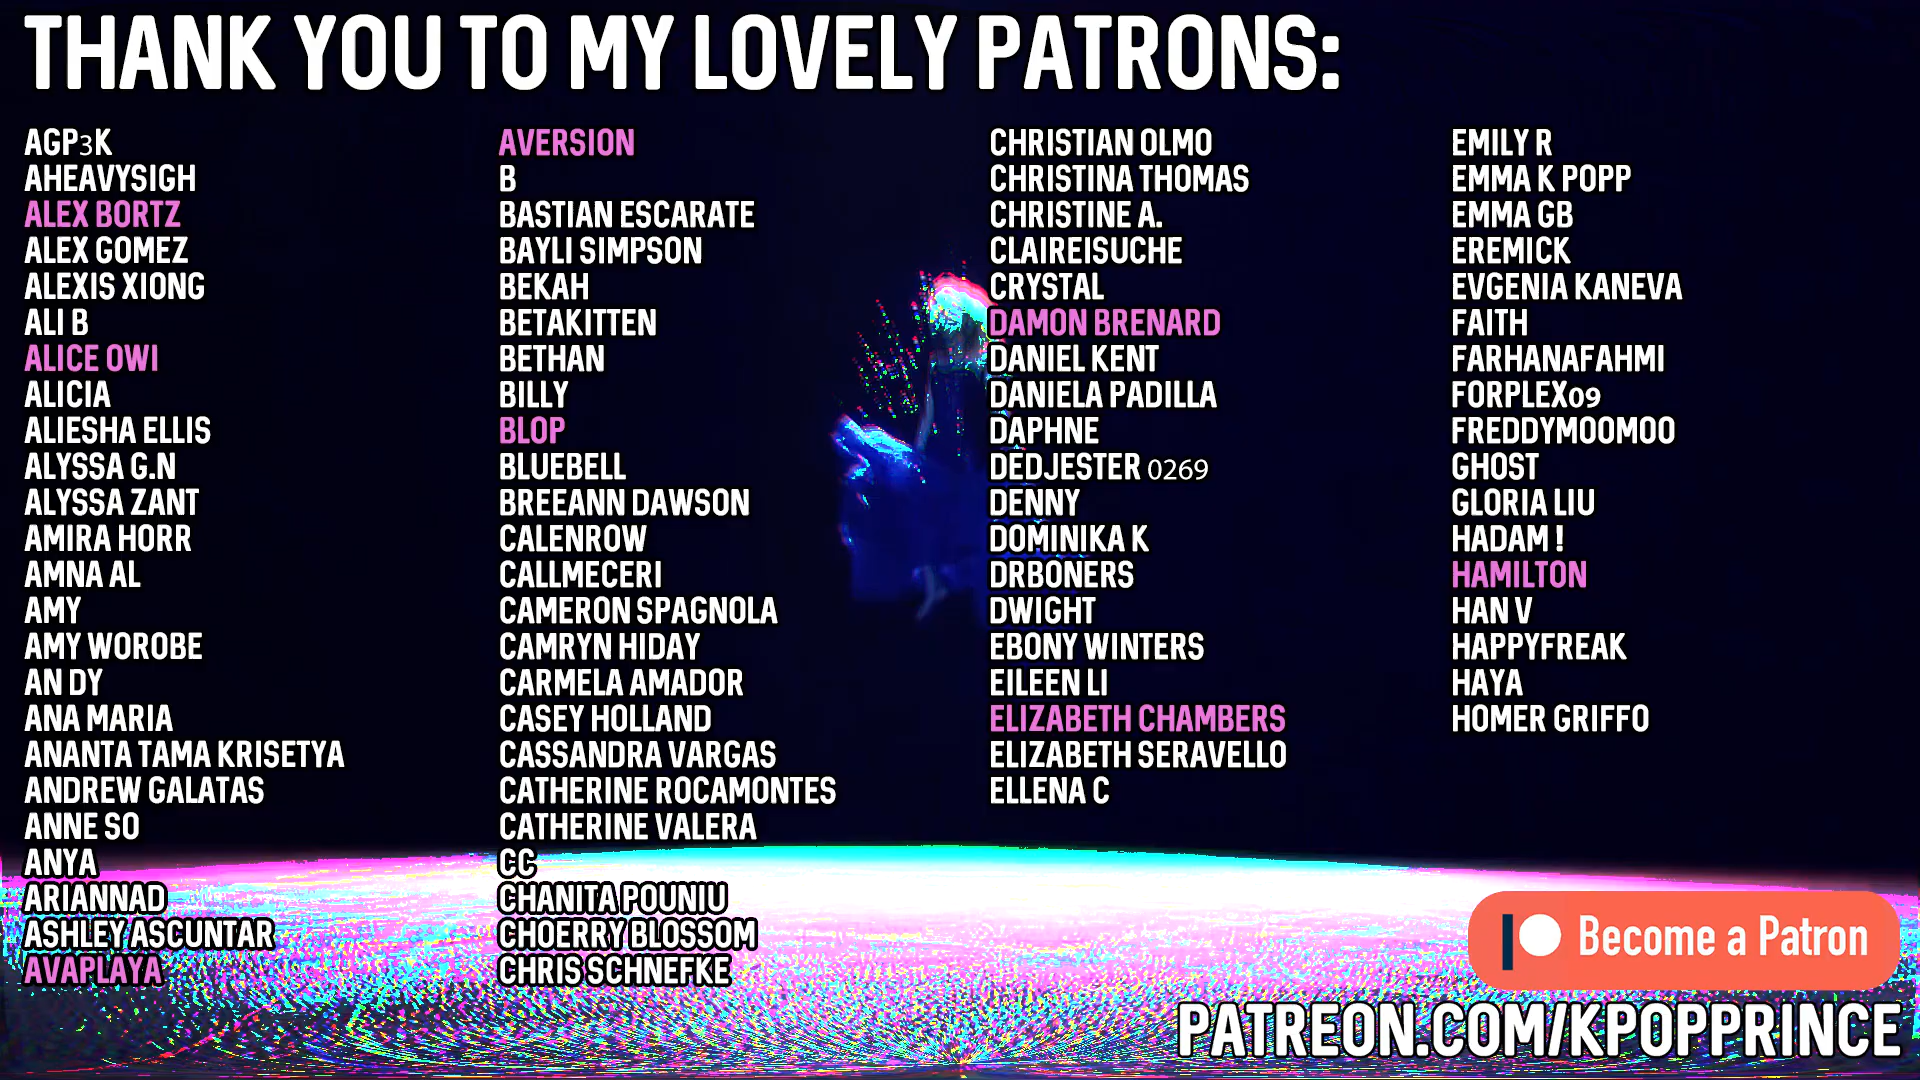 THANK YOU TO MY LOVELY PATRONS:
AGP3K
AHEAVYSIGH
ALEX BORTZ
ALEX GOMEZ
ALEXIS XIONG
ALI B
ALICE OWI
ALICIA
ALIESHA ELLIS
ALYSSA G.N
ALYSSA ZANT
AMIRA HORR
AMNA AL
AMY
AMY WOROBE
AN DY
ANA MARIA
ANANTA TAMA KRISETYA
ANDREW GALATAS
ANNE SO
ANYA
ARIANNAD
ASHLEY ASCUNTAR
AVAPLAYA
AVERSION
B
BASTIAN ESCARATE
BAYLI SIMPSON
BEKAH
BETAKITTEN
BETHAN
BILLY
BLOP
BLUEBELL
BREEANN DAWSON
CALENROW
CALLMECERI
CAMERON SPAGNOLA
CAMRYN HIDAY
CARMELA AMADOR
CASEY HOLLAND
CASSANDRA VARGAS
CATHERINE ROCAMONTES
CATHERINE VALERA
CC
CHANITA POUNIU
CHOERRY BLOSSOM
CHRIS SCHNEFKE
CHRISTIAN OLMO
CHRISTINA THOMAS
CHRISTINE A.
CLAIREISUCHE
CRYSTAL
DAMON BRENARD
DANIEL KENT
DANIELA PADILLA
DAPHNE
DEDJESTER 0269
DENNY
DOMINIKA K
DRBONERS
DWIGHT
EBONY WINTERS
EILEEN LI
ELIZABETH CHAMBERS
ELIZABETH SERAVELLO
ELLENA C
EMILY R
EMMA K POPP
EMMA GB
EREMICK
EVGENIA KANEVA
FAITH
FARHANAFAHMI
FORPLEX09
FREDDYMOOMOO
GHOST
GLORIA LIU
HADAM !
HAMILTON
HAN V
HAPPYFREAK
HAYA
HOMER GRIFFO
Become a Patron
PATREON.COM/KPOPPRINCE